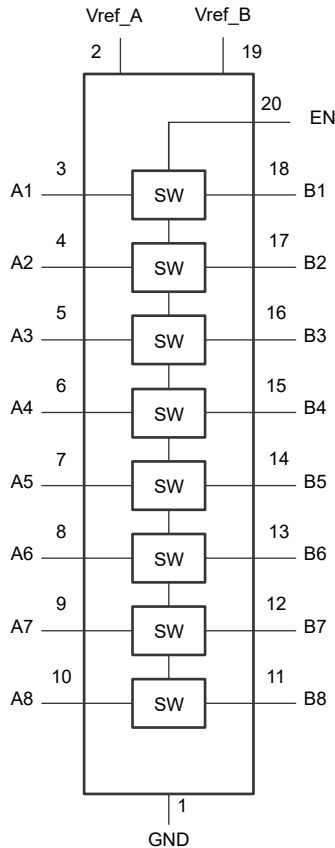 Vref_A Vref_B
2 19
20 EN
A1 3 SW 18 B1
A2 4 SW 17 B2
A3 5 SW 16 B3
A4 6 SW 15 B4
A5 7 SW 14 B5
A6 8 SW 13 B6
A7 9 SW 12 B7
A8 10 SW 11 B8
1
GND